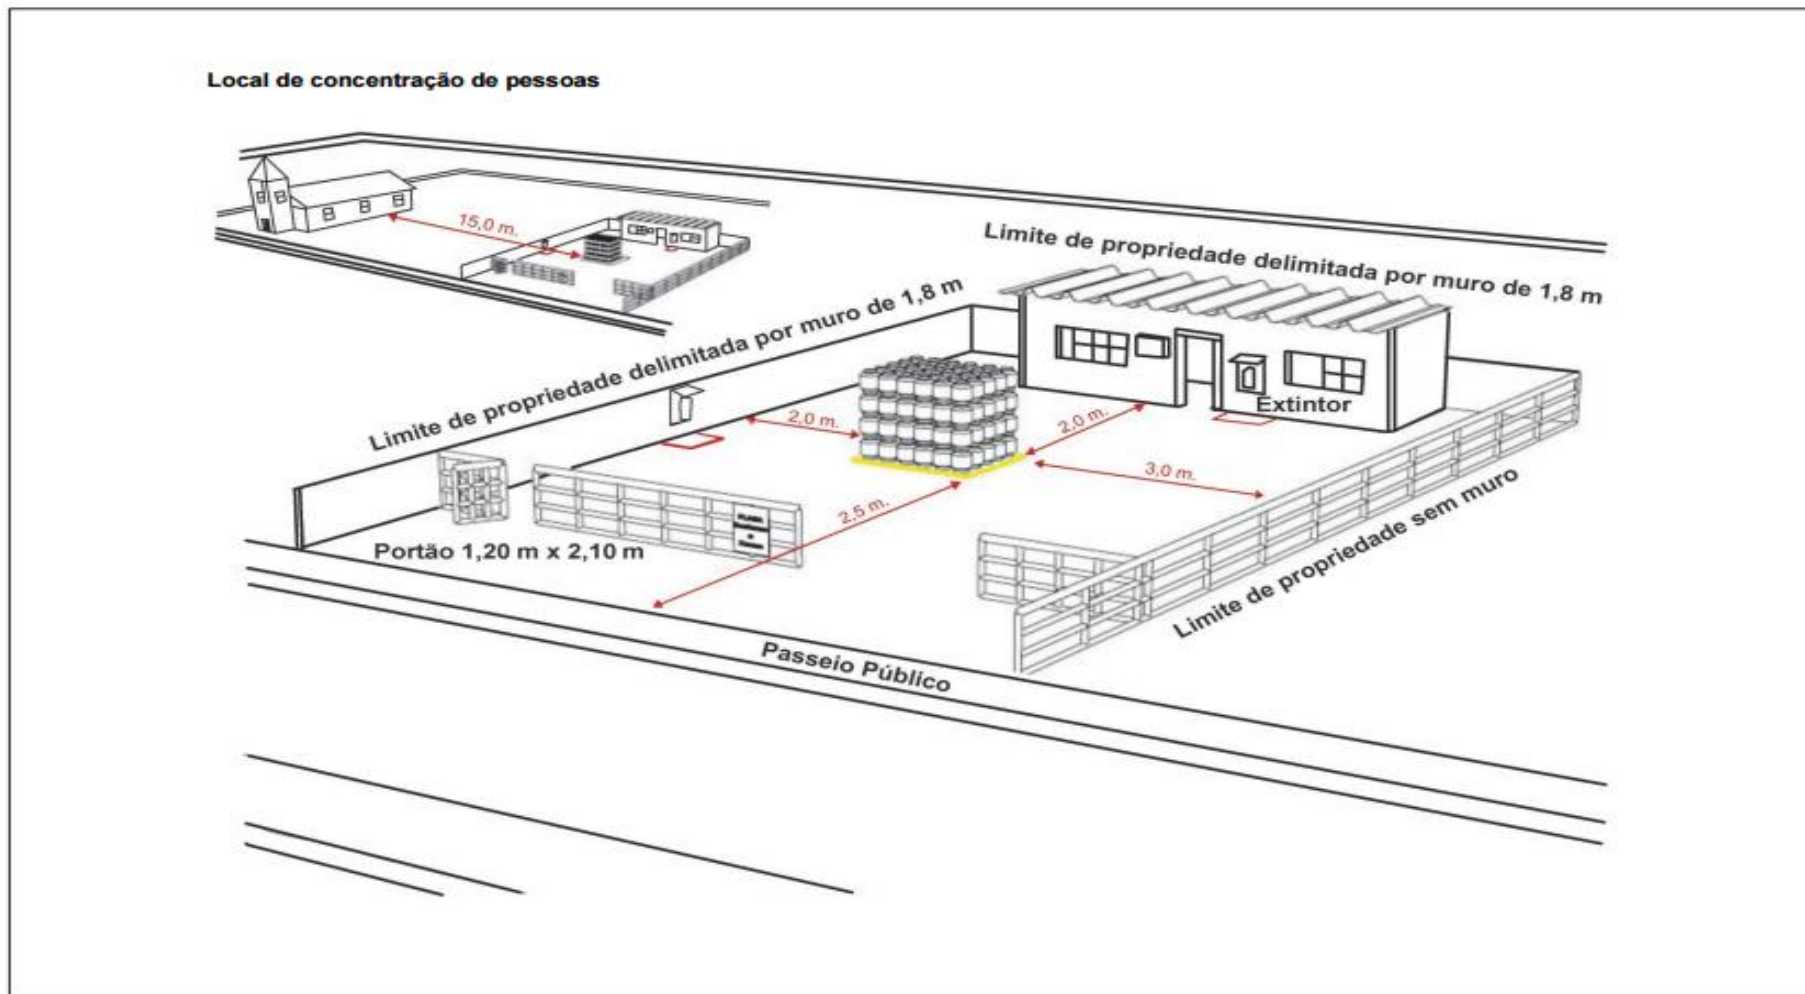 Local de concentração de pessoas
15,0 m.
Limite de propriedade delimitada por muro de 1,8 m
Limite de propriedade delimitada por muro de 1,8 m
Extintor
2,0 m.
2,0 m.
3,0 m.
2,5 m.
Portão 1,20 m x 2,10 m
Limite de propriedade sem muro
Passeio Público